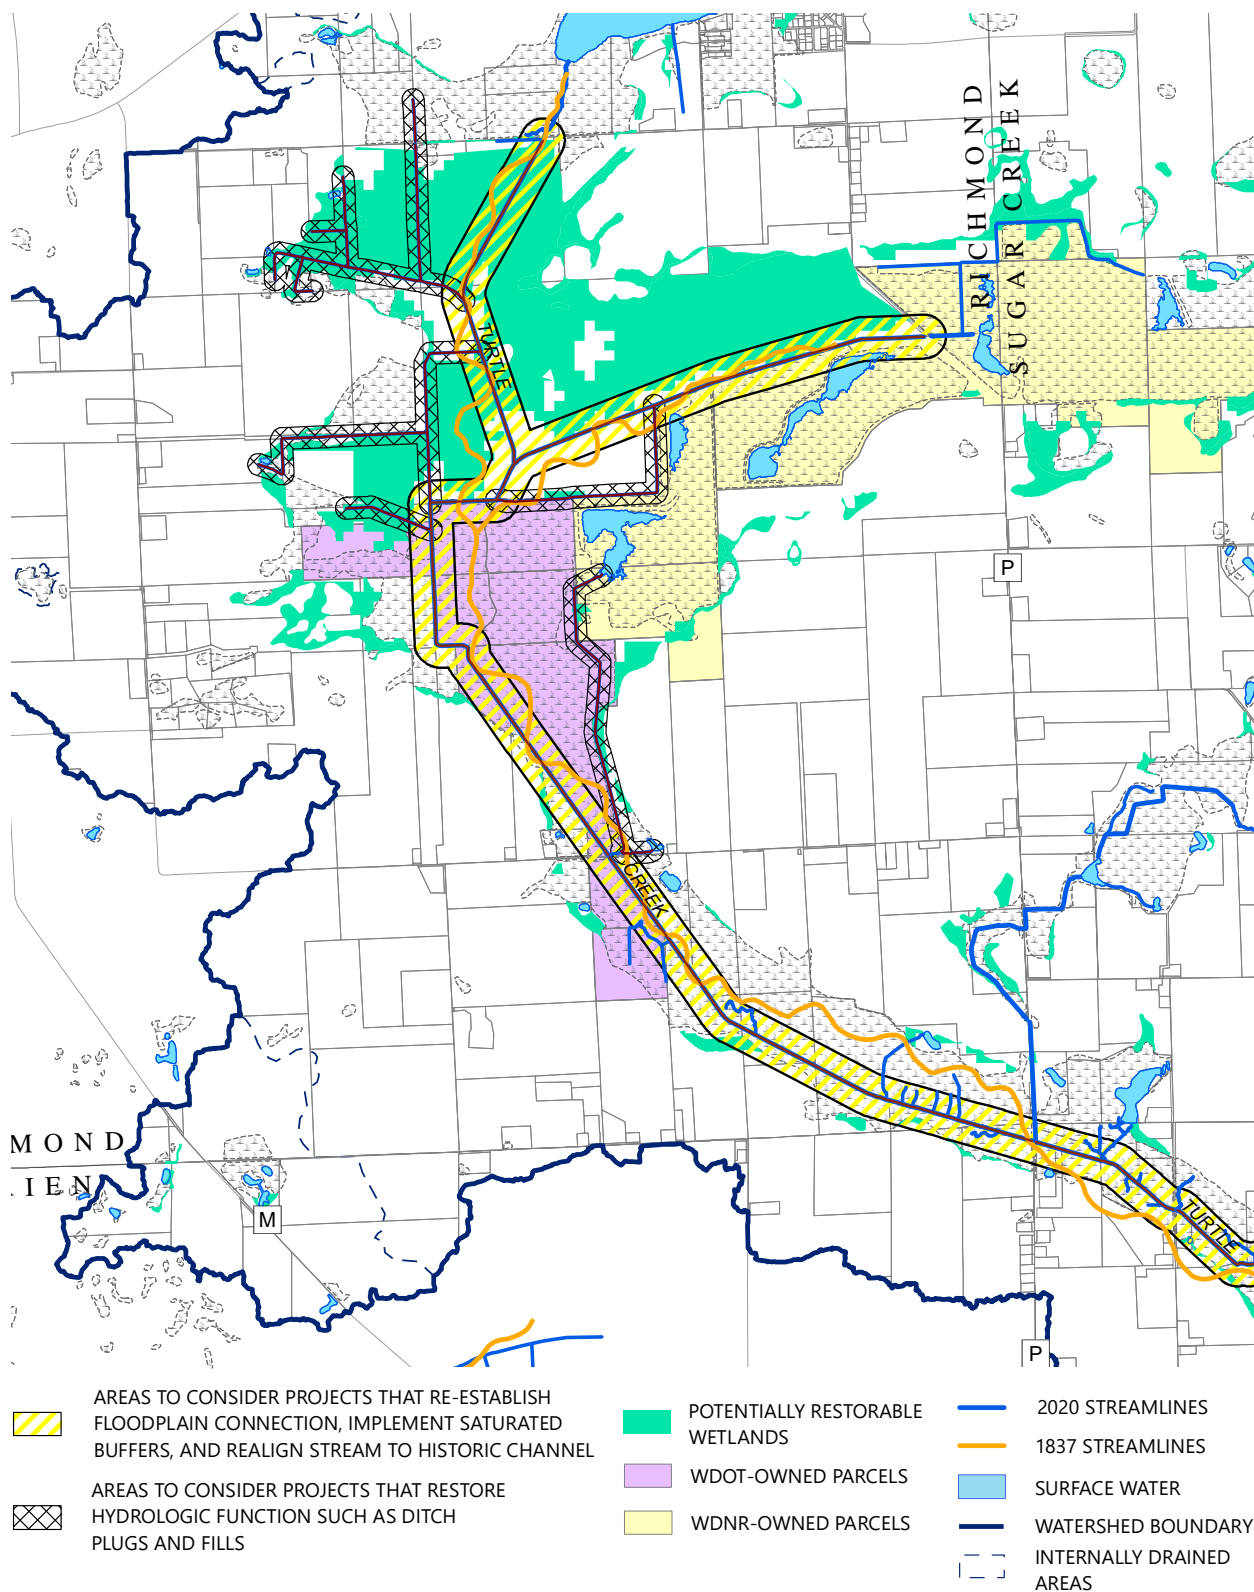 RICHMOND
SUGAR CREEK
TURTLE
P
CREEK
MOND
IEN
M
TURTLE
P
AREAS TO CONSIDER PROJECTS THAT RE-ESTABLISH
FLOODPLAIN CONNECTION, IMPLEMENT SATURATED
BUFFERS, AND REALIGN STREAM TO HISTORIC CHANNEL
AREAS TO CONSIDER PROJECTS THAT RESTORE
HYDROLOGIC FUNCTION SUCH AS DITCH
PLUGS AND FILLS
POTENTIALLY RESTORABLE
WETLANDS
WDOT-OWNED PARCELS
WDNR-OWNED PARCELS
2020 STREAMLINES
1837 STREAMLINES
SURFACE WATER
WATERSHED BOUNDARY
INTERNALLY DRAINED
AREAS